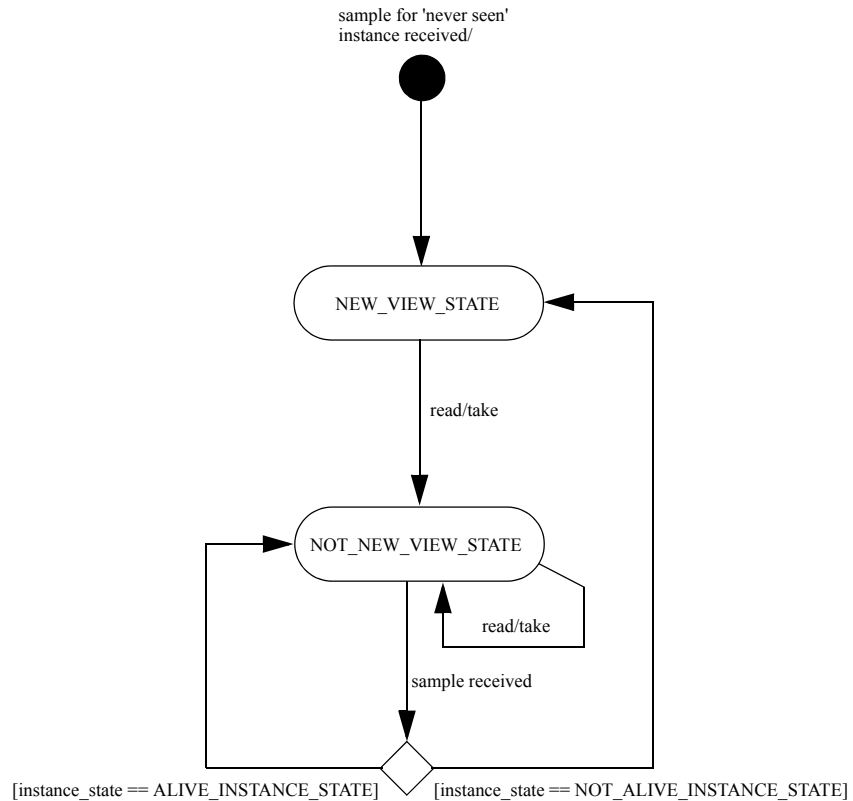 sample for 'never seen'
instance received/
NEW_VIEW_STATE
read/take
NOT_NEW_VIEW_STATE
read/take
sample received
[instance_state == ALIVE_INSTANCE_STATE]
[instance_state == NOT_ALIVE_INSTANCE_STATE]